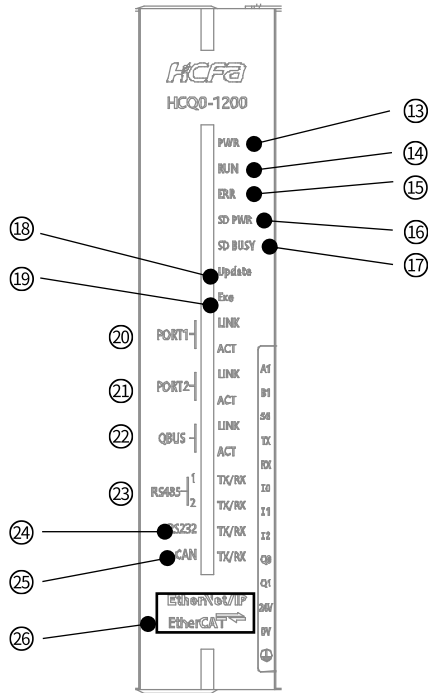 HCFA
HCQ0-1200
⑬
PWR
⑭
RUN
⑮
ERR
⑯
SD PWR
⑰
SD BUSY
⑱
Update
⑲
Exe
⑳ PORT1 LINK
ACT
㉑ PORT2 LINK
ACT
㉒ QBUS LINK
ACT
㉓ RS485 1 TX/RX
2 TX/RX
㉔ RS232 TX/RX
㉕ CAN TX/RX
㉖
EtherNet/IP
EtherCAT
A1
B1
SG
TX
RX
I0
I1
I2
Q0
Q1
24V
0V